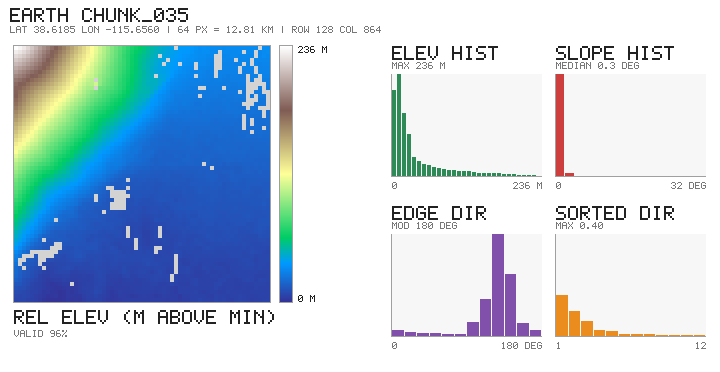 EARTH CHUNK_035
LAT 38.6185 LON -115.6560 | 64 PX = 12.81 KM | ROW 128 COL 864
236 M
0 M
REL ELEV (M ABOVE MIN)
VALID 96%
ELEV HIST
MAX 236 M
0 236 M
SLOPE HIST
MEDIAN 0.3 DEG
0 32 DEG
EDGE DIR
MOD 180 DEG
0 180 DEG
SORTED DIR
MAX 0.40
1 12